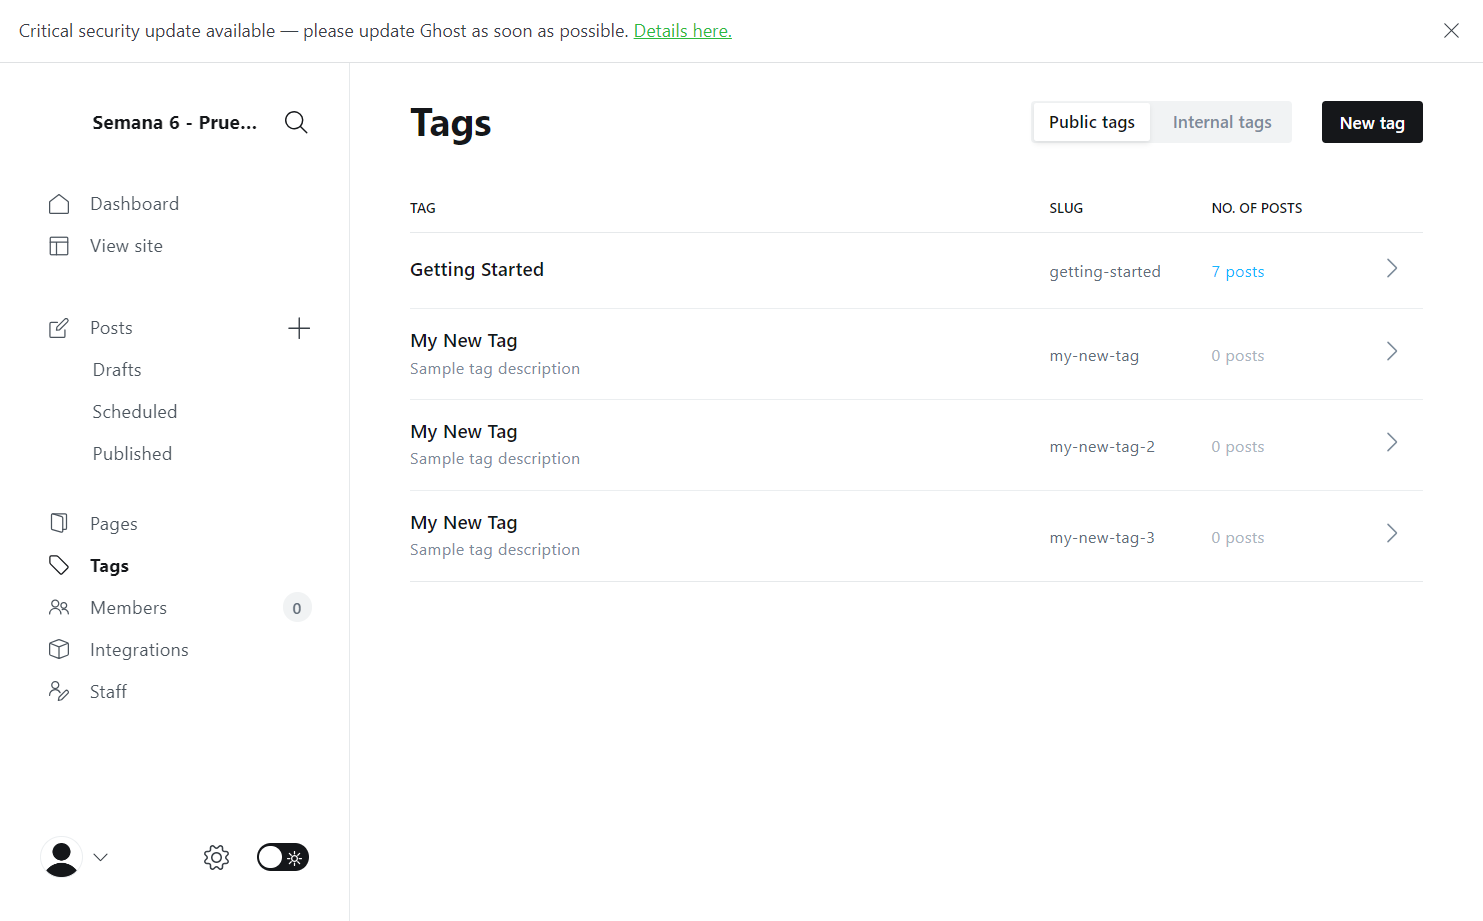 Critical security update available — please update Ghost as soon as possible. Details here.
Semana 6 - Prue...
Dashboard
View site
Posts
Drafts
Scheduled
Published
Pages
Tags
Members 0
Integrations
Staff
Tags
Public tags Internal tags New tag
TAG SLUG NO. OF POSTS
Getting Started getting-started 7 posts
My New Tag
Sample tag description my-new-tag 0 posts
My New Tag
Sample tag description my-new-tag-2 0 posts
My New Tag
Sample tag description my-new-tag-3 0 posts